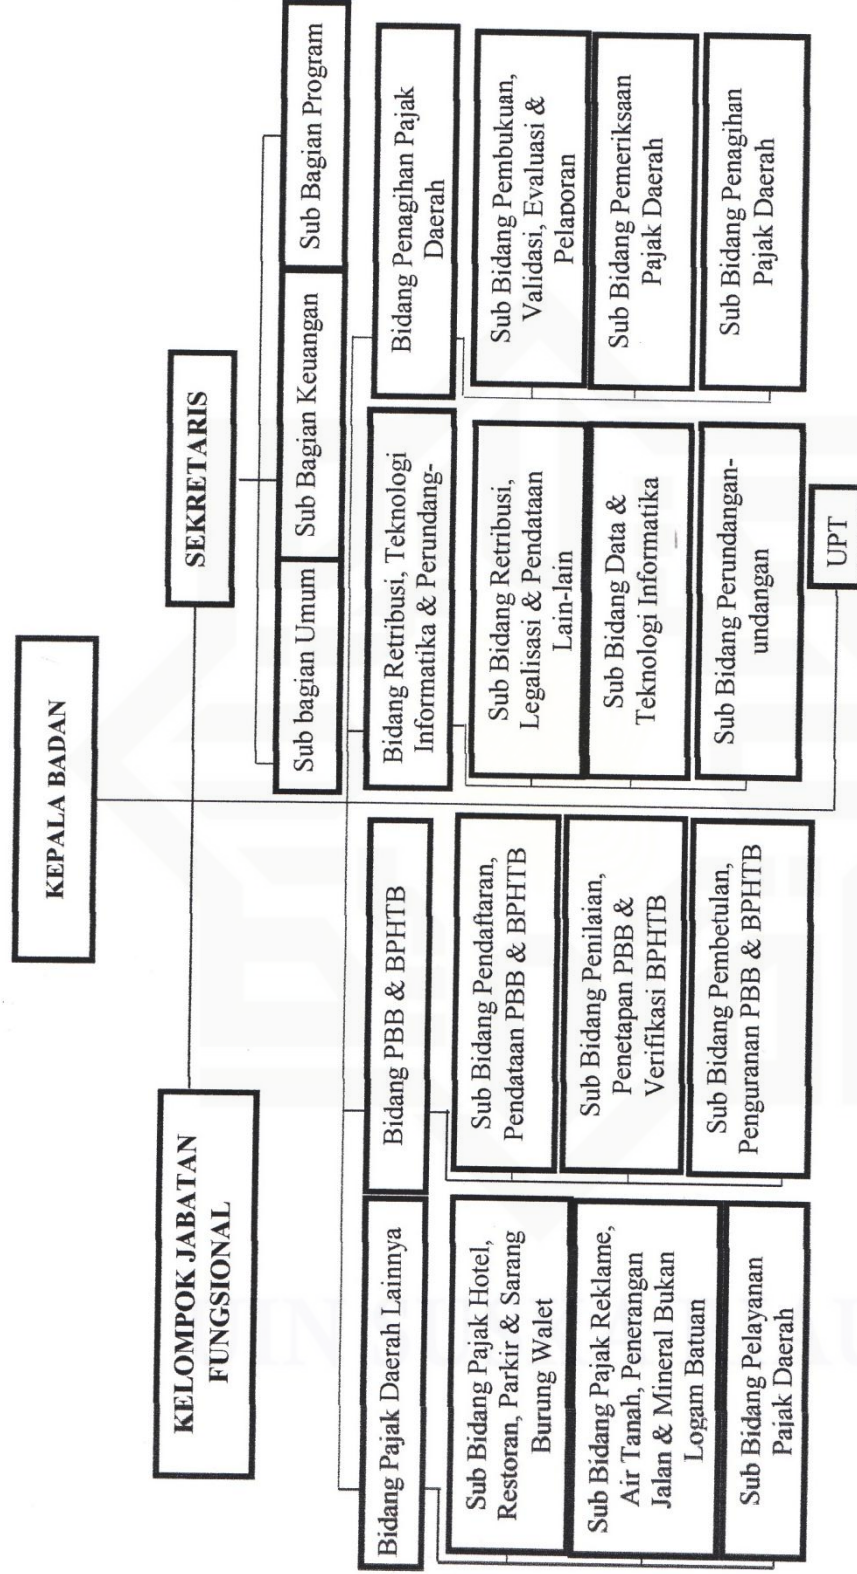 KEPALA BADAN
KELOMPOK JABATAN
FUNGSIONAL
SEKRETARIS
Sub bagian Umum
Sub Bagian Keuangan
Sub Bagian Program
Bidang Pajak Daerah Lainnya
Sub Bidang Pajak Hotel,
Restoran, Parkir & Sarang
Burung Walet
Sub Bidang Pajak Reklame,
Air Tanah, Penerangan
Jalan & Mineral Bukan
Logam Batuan
Sub Bidang Pelayanan
Pajak Daerah
Bidang PBB & BPHTB
Sub Bidang Pendaftaran,
Pendataan PBB & BPHTB
Sub Bidang Penilaian,
Penetapan PBB &
Verifikasi BPHTB
Sub Bidang Pembetulan,
Penguranan PBB & BPHTB
Bidang Retribusi, Teknologi
Informatika & Perundang-
Sub Bidang Retribusi,
Legalisasi & Pendataan
Lain-lain
Sub Bidang Data &
Teknologi Informatika
Sub Bidang Perundangan-
undangan
Bidang Penagihan Pajak
Daerah
Sub Bidang Pembukuan,
Validasi, Evaluasi &
Pelaporan
Sub Bidang Pemeriksaan
Pajak Daerah
Sub Bidang Penagihan
Pajak Daerah
UPT